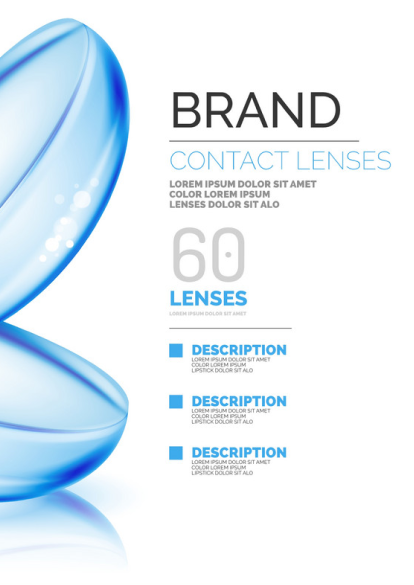 BRAND
CONTACT LENSES
LOREM IPSUM DOLOR SIT AMET
COLOR LOREM IPSUM
LENSES DOLOR SIT ALO
60
LENSES
LOREM IPSUM DOLOR SIT AMET
DESCRIPTION
LOREM IPSUM DOLOR SIT AMET
COLOR LOREM IPSUM
LIPSTICK DOLOR SIT ALO
DESCRIPTION
LOREM IPSUM DOLOR SIT AMET
COLOR LOREM IPSUM
LIPSTICK DOLOR SIT ALO
DESCRIPTION
LOREM IPSUM DOLOR SIT AMET
COLOR LOREM IPSUM
LIPSTICK DOLOR SIT ALO